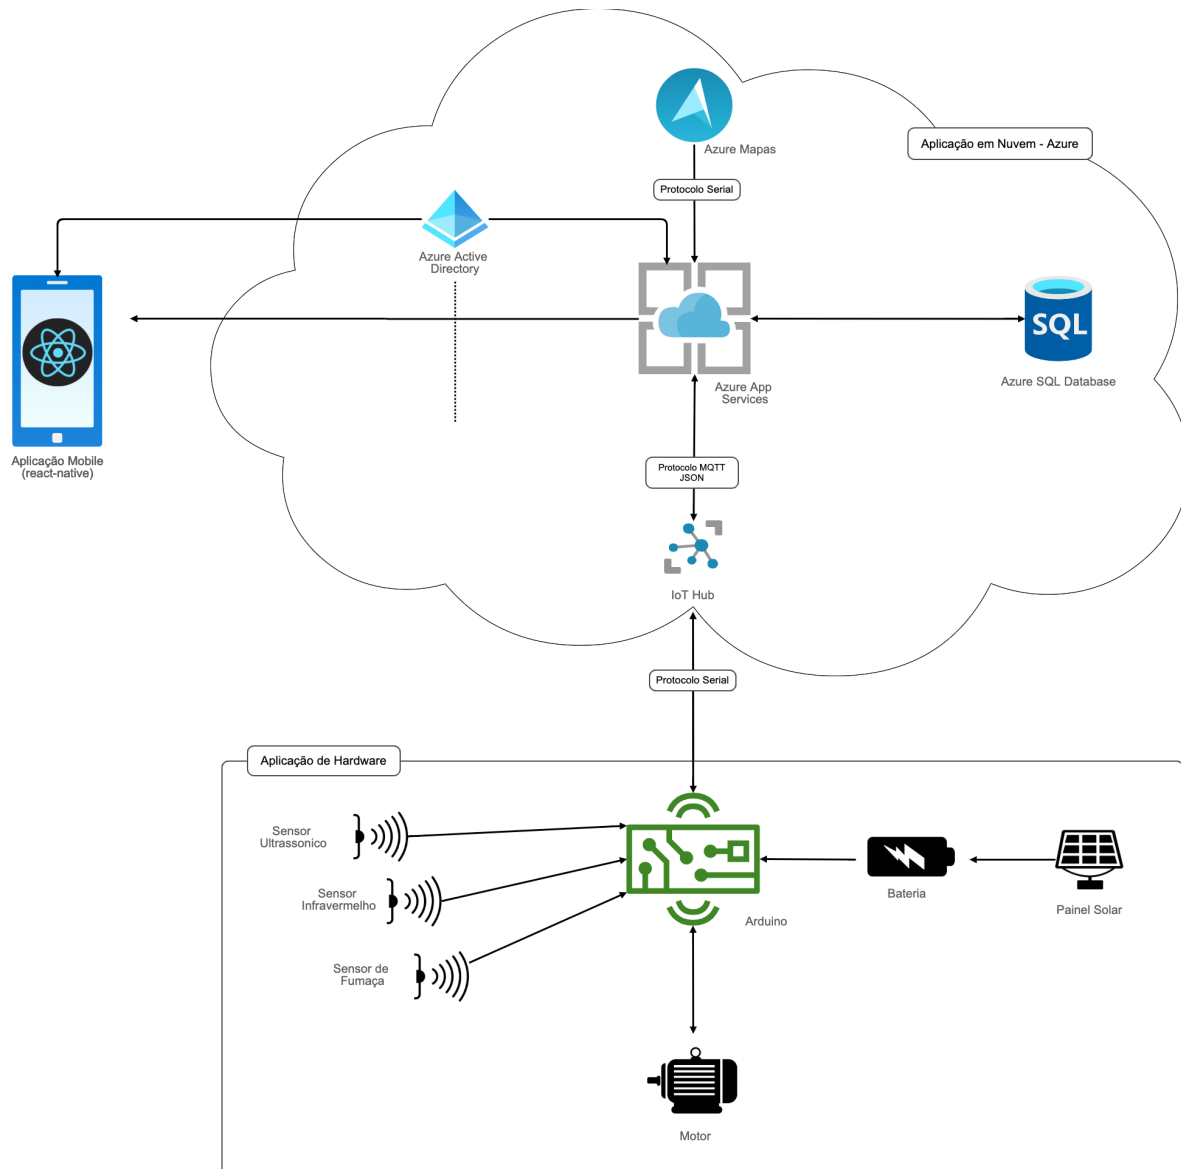 Azure Mapas
Aplicação em Nuvem - Azure
Protocolo Serial
Azure Active
Directory
SQL
Azure App
Services
Azure SQL Database
Aplicação Mobile
(react-native)
Protocolo MQTT
JSON
IoT Hub
Protocolo Serial
Aplicação de Hardware
Sensor
Ultrassonico
Sensor
Infravermelho
Sensor de
Fumaça
Arduino
Bateria
Painel Solar
Motor